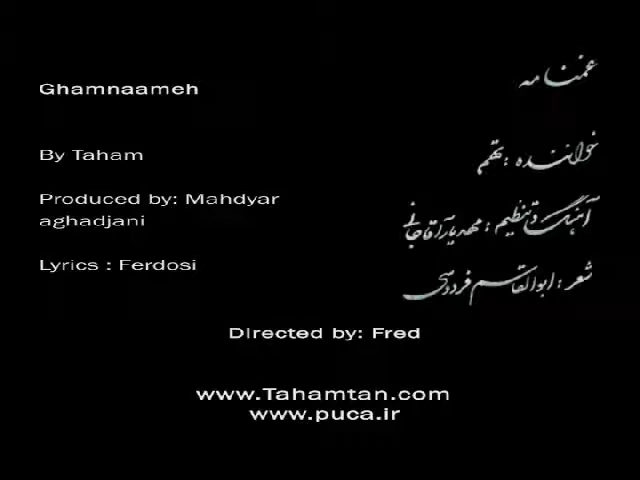 Ghamnaameh
غمنامه
By Taham
خواننده : تهم
Produced by: Mahdyar
aghadjani
آهنگ و تنظیم : مهدیار آقاجانی
Lyrics : Ferdosi
شعر : ابوالقاسم فردوسی
Directed by: Fred
www.Tahamtan.com
www.puca.ir